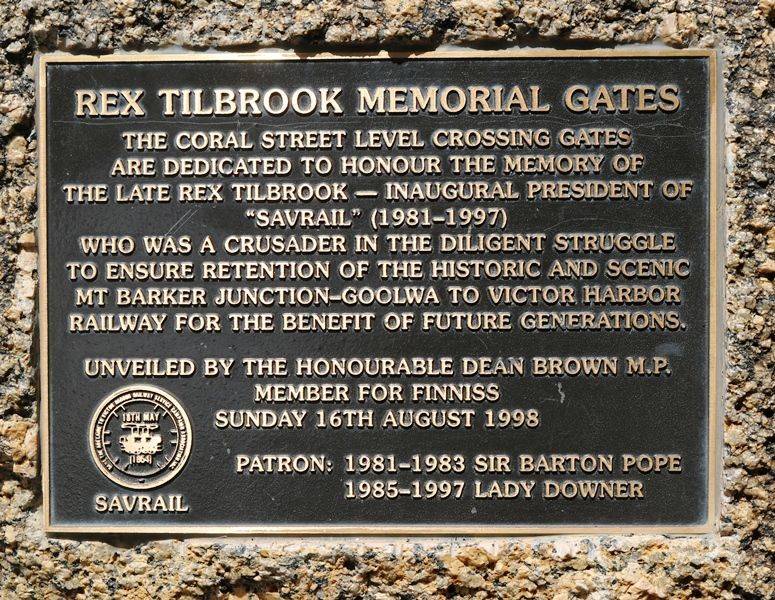 REX TILBROOK MEMORIAL GATES
THE CORAL STREET LEVEL CROSSING GATES
ARE DEDICATED TO HONOUR THE MEMORY OF
THE LATE REX TILBROOK — INAUGURAL PRESIDENT OF
"SAVRAIL" (1981–1997)
WHO WAS A CRUSADER IN THE DILIGENT STRUGGLE
TO ENSURE RETENTION OF THE HISTORIC AND SCENIC
MT BARKER JUNCTION–GOOLWA TO VICTOR HARBOR
RAILWAY FOR THE BENEFIT OF FUTURE GENERATIONS.
UNVEILED BY THE HONOURABLE DEAN BROWN M.P.
MEMBER FOR FINNISS
SUNDAY 16TH AUGUST 1998
18TH MAY
(1854)
SAVRAIL
PATRON: 1981–1983 SIR BARTON POPE
1985–1997 LADY DOWNER